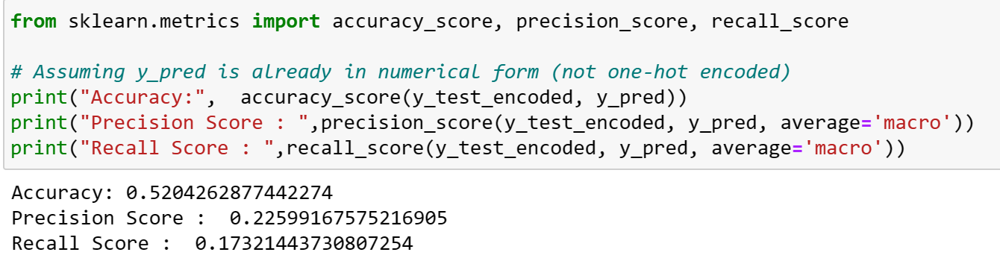 from sklearn.metrics import accuracy_score, precision_score, recall_score
# Assuming y_pred is already in numerical form (not one-hot encoded)
print("Accuracy:",  accuracy_score(y_test_encoded, y_pred))
print("Precision Score : ",precision_score(y_test_encoded, y_pred, average='macro'))
print("Recall Score : ",recall_score(y_test_encoded, y_pred, average='macro'))
Accuracy: 0.5204262877442274
Precision Score :  0.22599167575216905
Recall Score :  0.17321443730807254